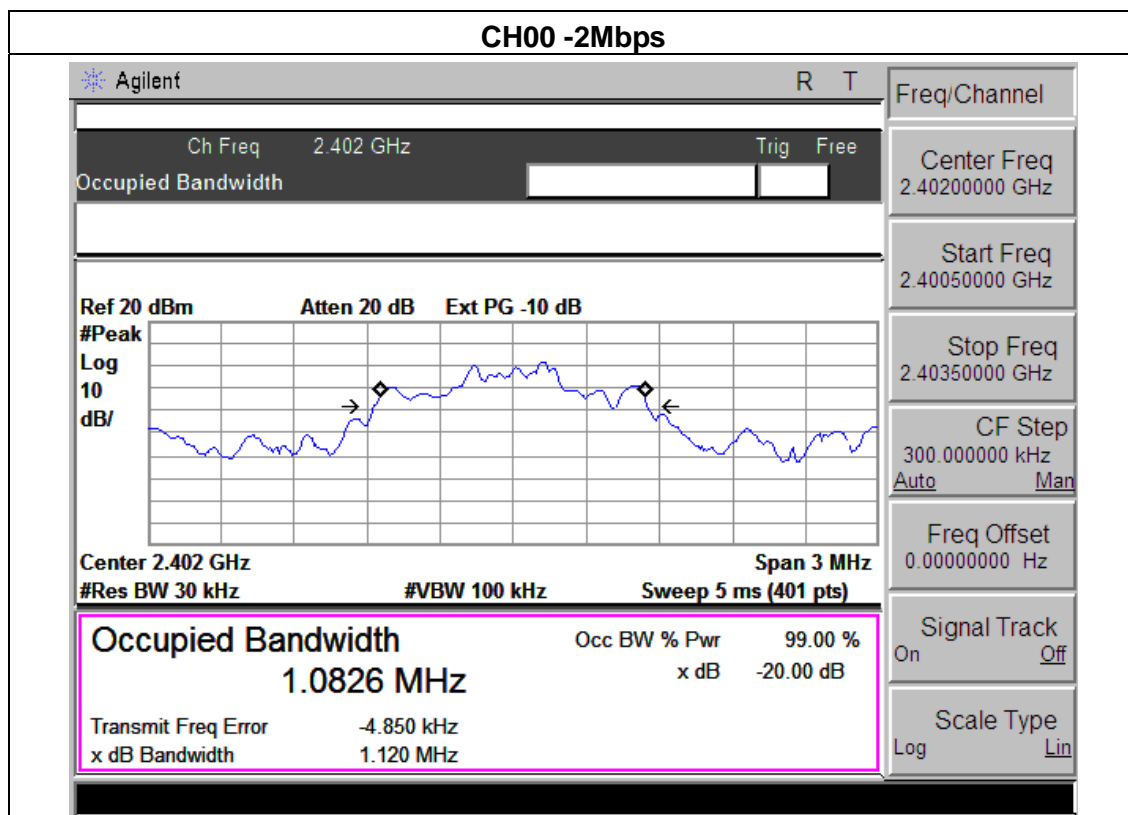 CH00 -2Mbps
Agilent R T
Ch Freq 2.402 GHz Trig Free
Occupied Bandwidth
Ref 20 dBm Atten 20 dB Ext PG -10 dB
#Peak
Log
10
dB/
Center 2.402 GHz Span 3 MHz
#Res BW 30 kHz #VBW 100 kHz Sweep 5 ms (401 pts)
Occupied Bandwidth
1.0826 MHz
Occ BW % Pwr 99.00 %
x dB -20.00 dB
Transmit Freq Error -4.850 kHz
x dB Bandwidth 1.120 MHz
Freq/Channel
Center Freq
2.40200000 GHz
Start Freq
2.40050000 GHz
Stop Freq
2.40350000 GHz
CF Step
300.000000 kHz
Auto Man
Freq Offset
0.00000000 Hz
Signal Track
On Off
Scale Type
Log Lin